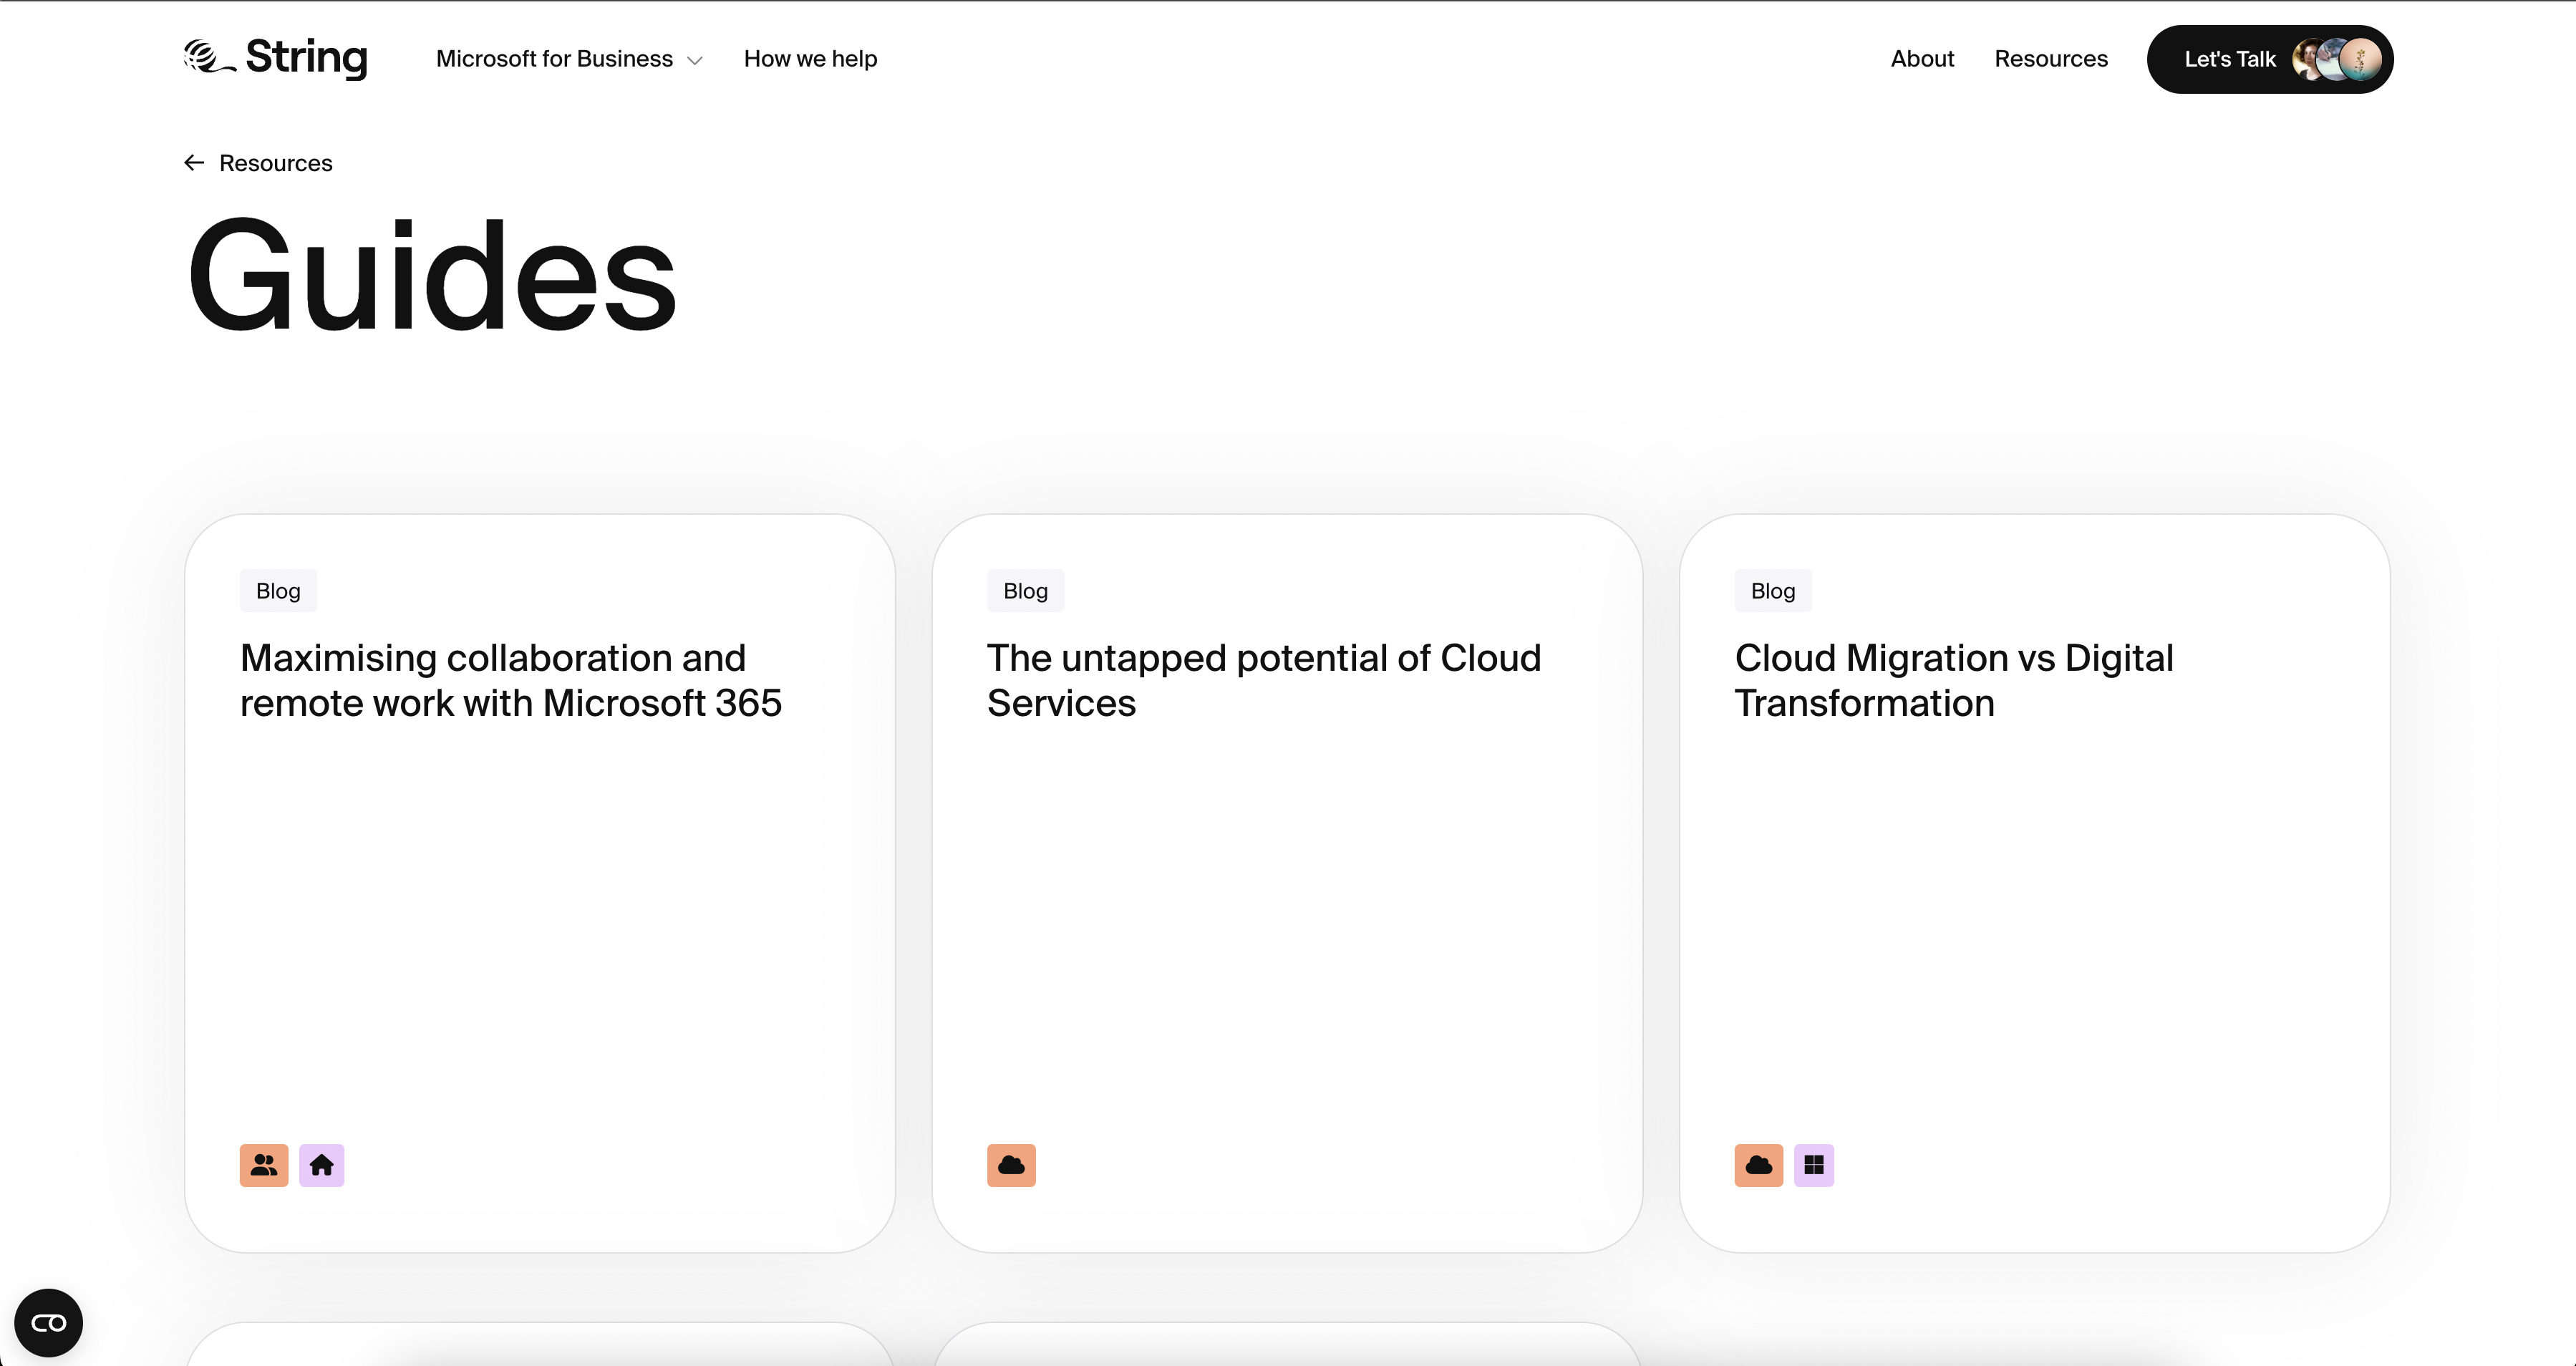 String
Microsoft for Business
How we help
About
Resources
Let's Talk
Resources
Guides
Blog
Maximising collaboration and
remote work with Microsoft 365
Blog
The untapped potential of Cloud
Services
Blog
Cloud Migration vs Digital
Transformation